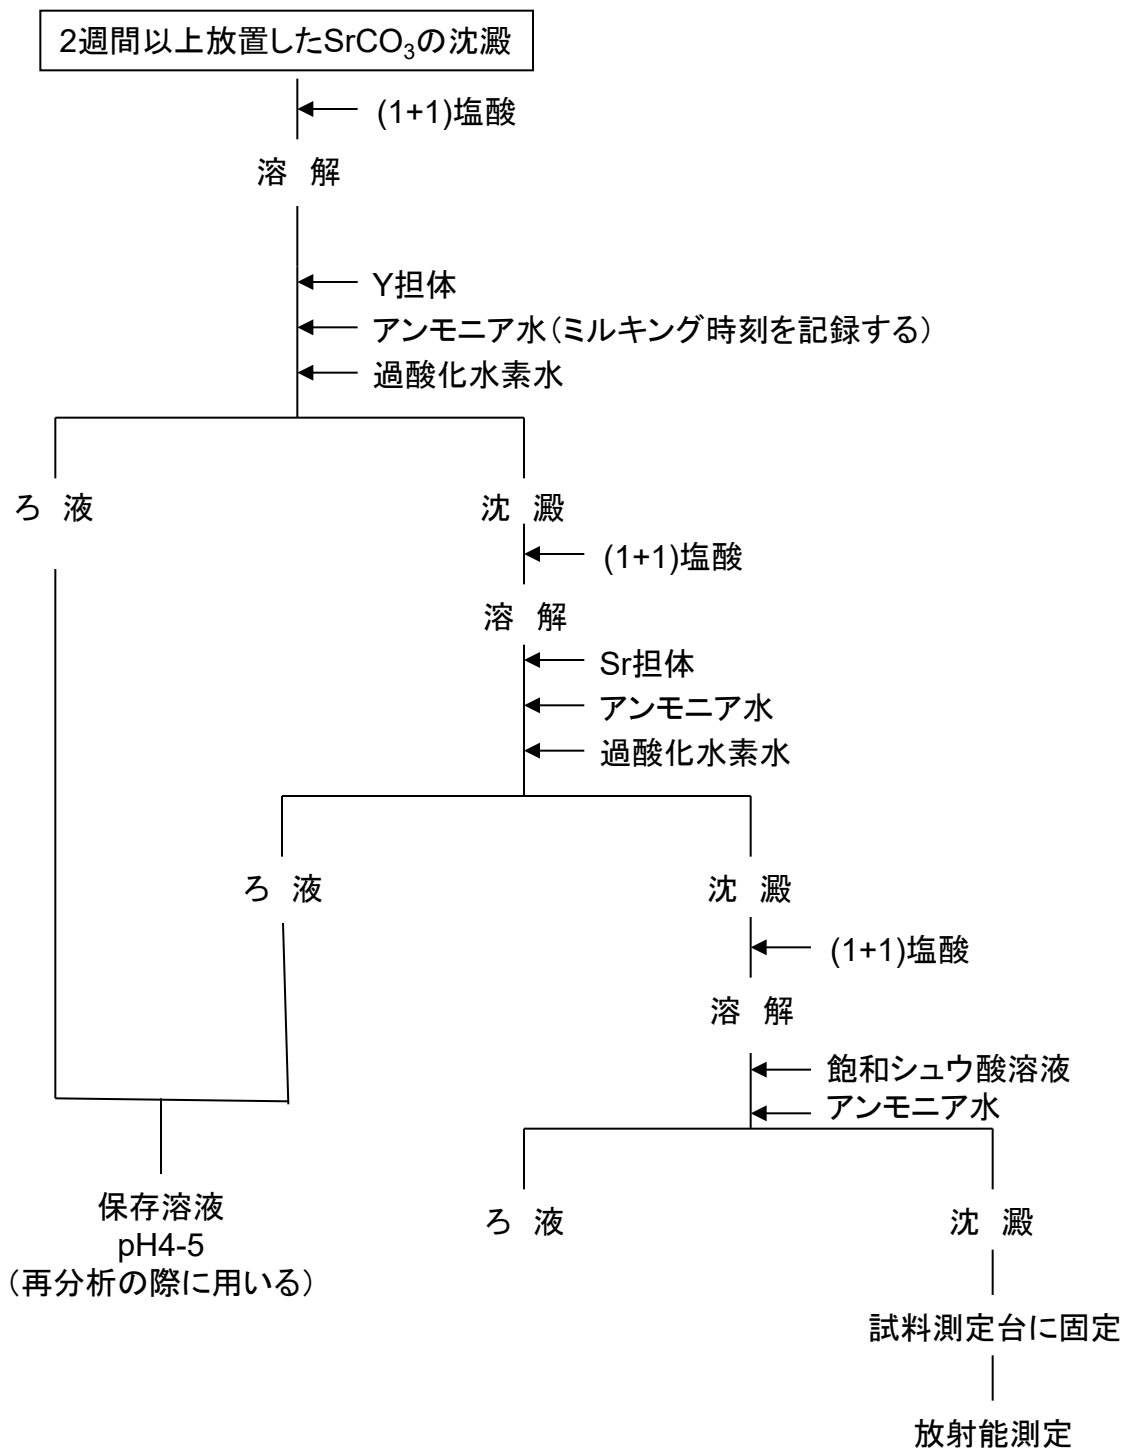 2週間以上放置したSrCO₃の沈澱
(1+1)塩酸
溶 解
Y担体
アンモニア水(ミルキング時刻を記録する)
過酸化水素水
ろ 液
沈 澱
(1+1)塩酸
溶 解
Sr担体
アンモニア水
過酸化水素水
ろ 液
沈 澱
(1+1)塩酸
溶 解
飽和シュウ酸溶液
アンモニア水
保存溶液
pH4-5
(再分析の際に用いる)
ろ 液
沈 澱
試料測定台に固定
放射能測定